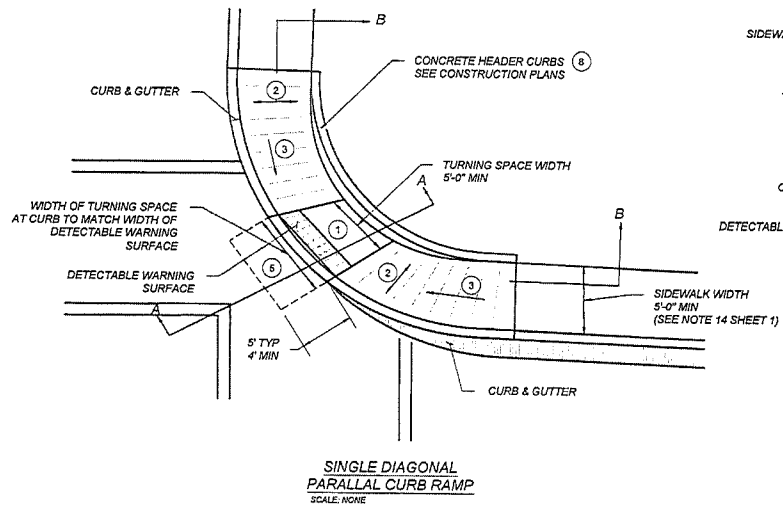 B
SIDEW
CONCRETE HEADER CURBS 8
SEE CONSTRUCTION PLANS
CURB & GUTTER
2
3
TURNING SPACE WIDTH
5'-0" MIN
A
B
WIDTH OF TURNING SPACE
AT CURB TO MATCH WIDTH OF
DETECTABLE WARNING
SURFACE
1
5
2
3
DETECTABL
DETECTABLE WARNING
SURFACE
A
SIDEWALK WIDTH
5'-0" MIN
(SEE NOTE 14 SHEET 1)
5' TYP
4' MIN
CURB & GUTTER
SINGLE DIAGONAL
PARALLAL CURB RAMP
SCALE: NONE